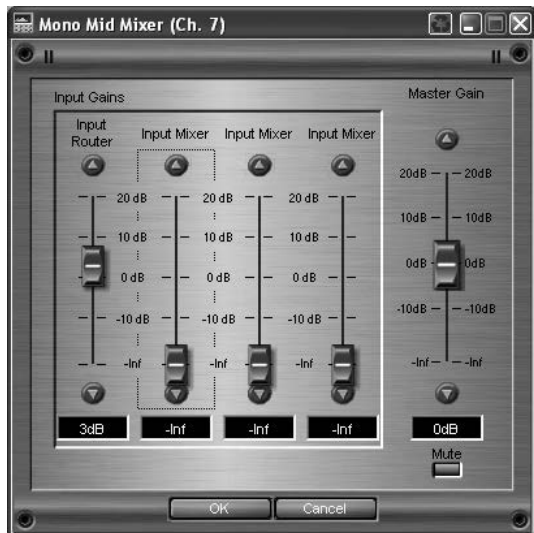 Mono Mid Mixer (Ch. 7)
Input Gains
Master Gain
Input Router
Input Mixer
Input Mixer
Input Mixer
20 dB 20 dB 20 dB
10 dB 10 dB 10 dB
0 dB 0 dB 0 dB
-10 dB -10 dB -10 dB
-Inf -Inf -Inf
20dB 20dB
10dB 10dB
0dB 0dB
-10dB -10dB
-Inf -Inf
3dB -Inf -Inf -Inf 0dB
Mute
OK Cancel